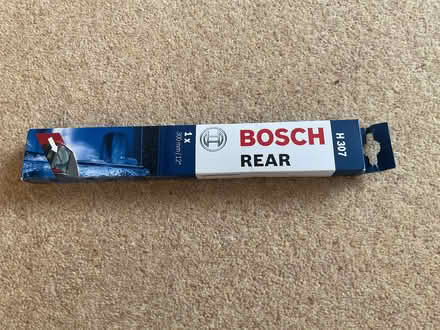 1 x
300 mm / 12"
BOSCH
REAR
H 307